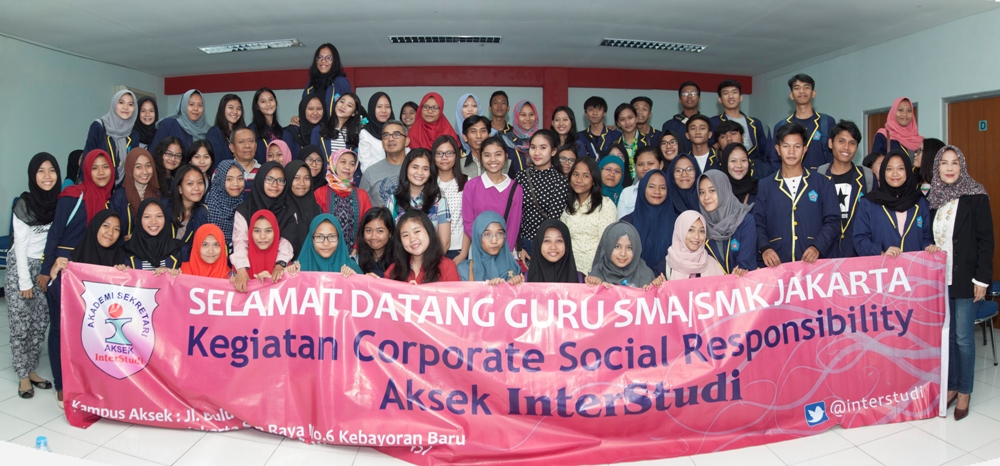 AKADEMI SEKRETARI
AKSEK
InterStudi
SELAMAT DATANG GURU SMA/SMK JAKARTA
Kegiatan Corporate Social Responsibility
Aksek InterStudi
Kampus Aksek : Jl.
Raya No.6 Kebayoran Baru
@interstudi